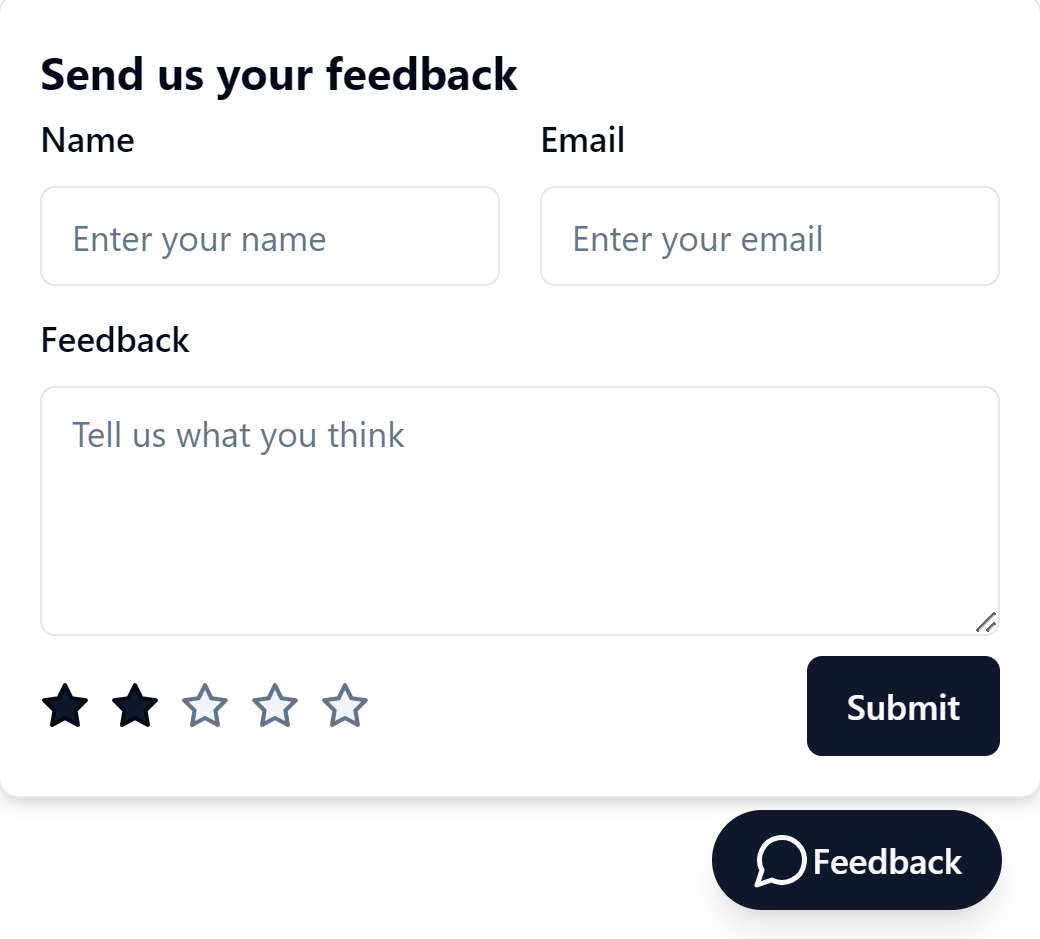 Send us your feedback
Name
Email
Enter your name
Enter your email
Feedback
Tell us what you think
Submit
Feedback